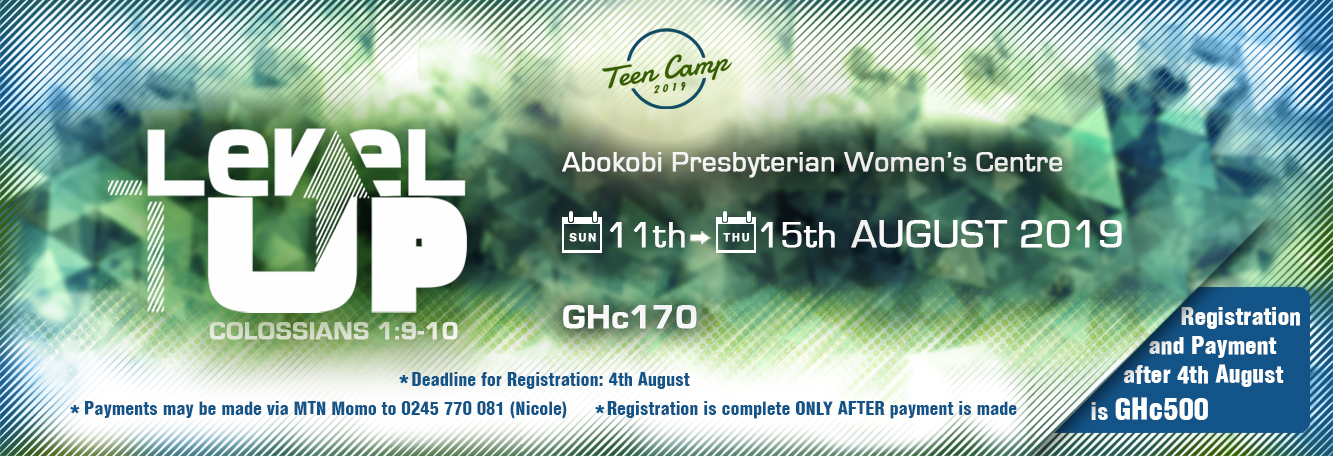 Teen Camp
2019
LeveL
UP
COLOSSIANS 1:9-10
Abokobi Presbyterian Women's Centre
SUN 11th THU 15th AUGUST 2019
GHc170
*Deadline for Registration: 4th August
* Payments may be made via MTN Momo to 0245 770 081 (Nicole) *Registration is complete ONLY AFTER payment is made
Registration
and Payment
after 4th August
is GHc500